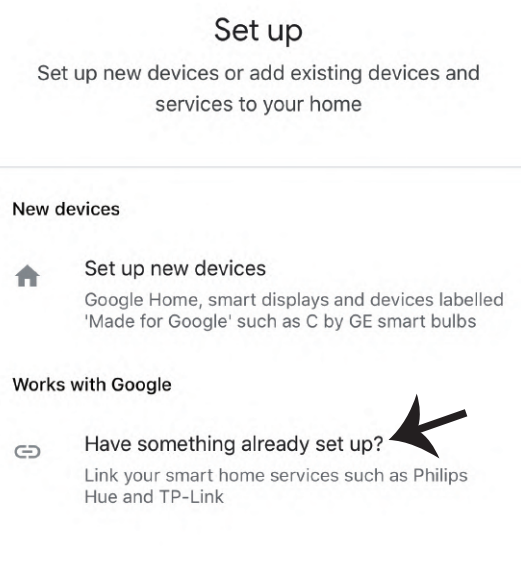 Set up
Set up new devices or add existing devices and
services to your home
New devices
Set up new devices
Google Home, smart displays and devices labelled
'Made for Google' such as C by GE smart bulbs
Works with Google
Have something already set up?
Link your smart home services such as Philips
Hue and TP-Link